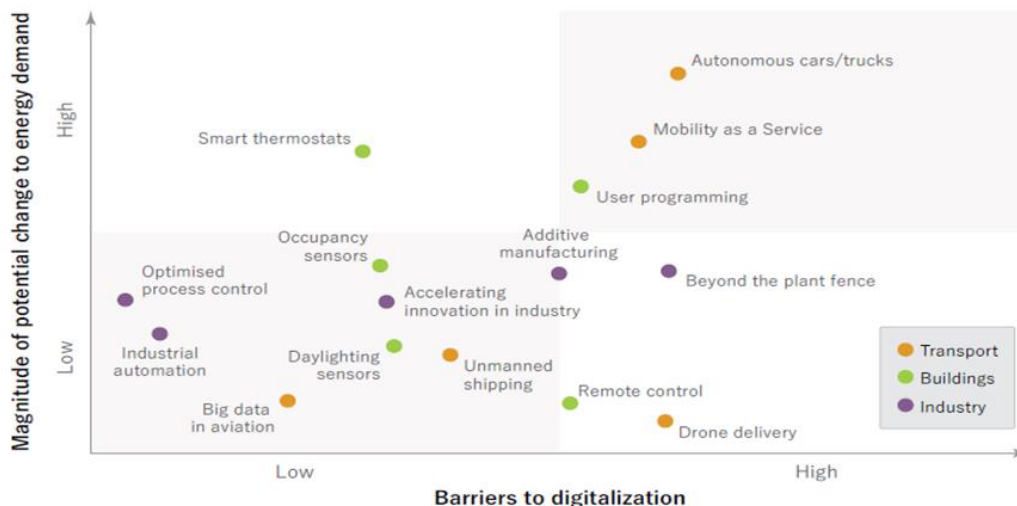 Magnitude of potential change to energy demand
High
Low
Autonomous cars/trucks
Mobility as a Service
Smart thermostats
User programming
Occupancy
sensors
Additive
manufacturing
Optimised
process control
Beyond the plant fence
Accelerating
innovation in industry
Industrial
automation
Daylighting
sensors
Unmanned
shipping
Big data
in aviation
Remote control
Drone delivery
Transport
Buildings
Industry
Low
High
Barriers to digitalization